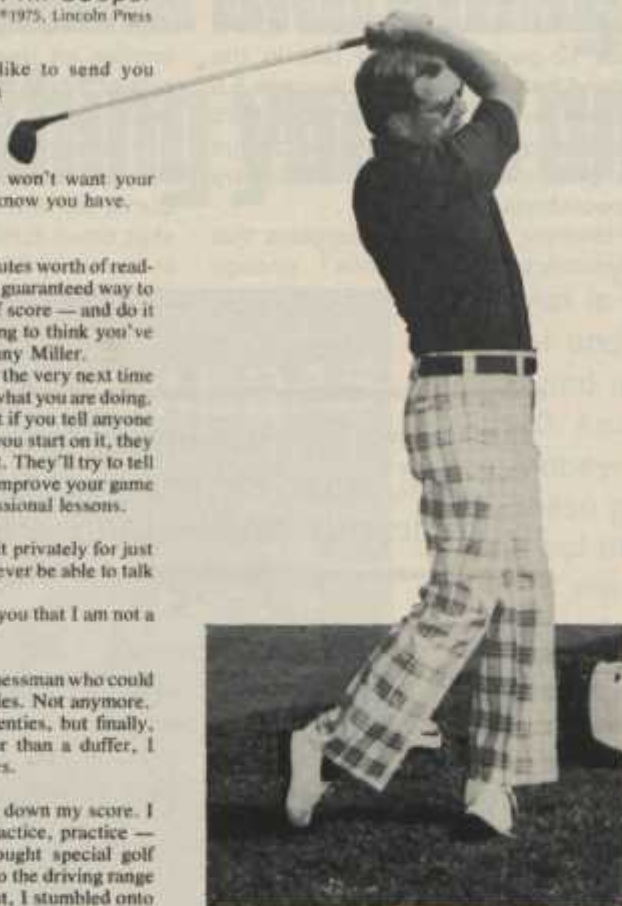 ©1975, Lincoln Press
like to send you
won't want your
know you have.
utes worth of read-
guaranteed way to
score — and do it
ng to think you've
ny Miller.
the very next time
what you are doing.
t if you tell anyone
you start on it, they
. They'll try to tell
mprove your game
ssional lessons.
t privately for just
ever be able to talk
you that I am not a
nessman who could
ies. Not anymore.
enties, but finally,
r than a duffer, I
s.
down my score. I
actice, practice —
ought special golf
o the driving range
t, I stumbled onto